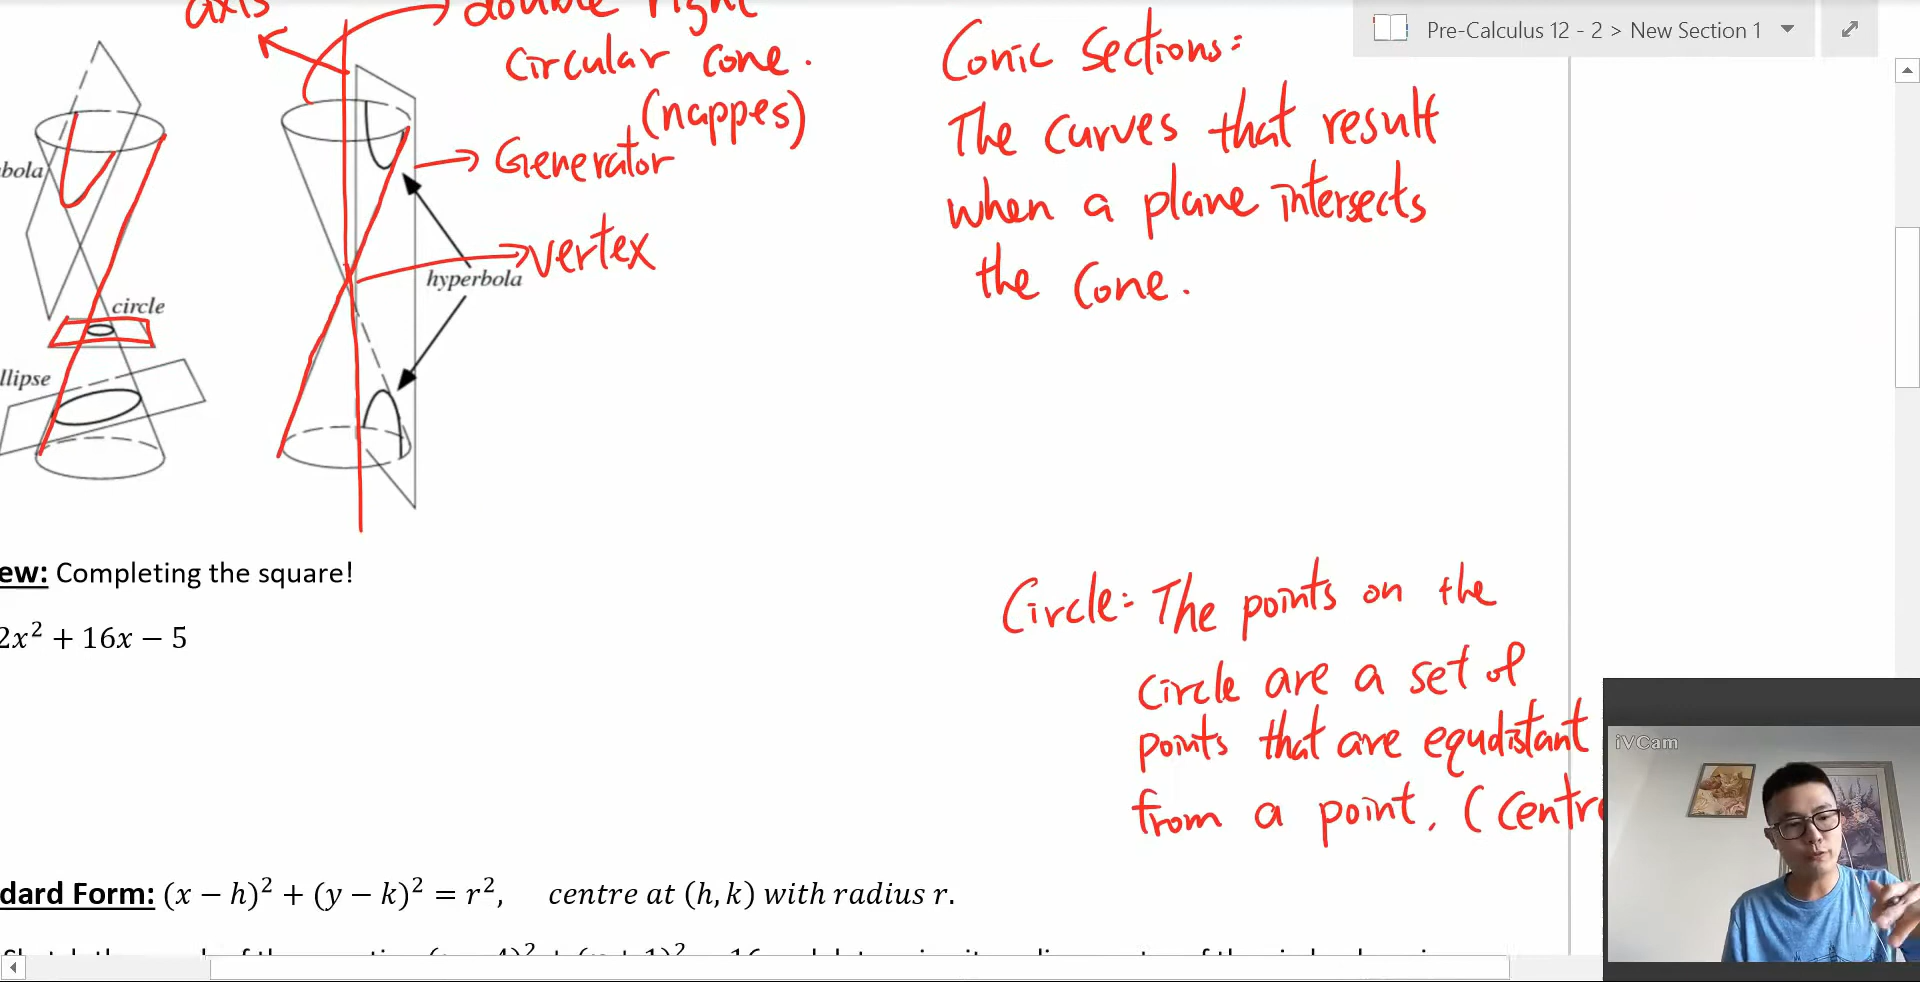 axis
double right
circular cone.
(nappes)
Generator
vertex
bola
circle
hyperbola
llipse
Conic Sections:
The curves that result
when a plane intersects
the cone.
Pre-Calculus 12 - 2 > New Section 1
ew: Completing the square!
2x² + 16x − 5
Circle: The points on the
circle are a set of
points that are equdistant
from a point. (centre
iVCam
dard Form: (x − h)² + (y − k)² = r², centre at (h, k) with radius r.